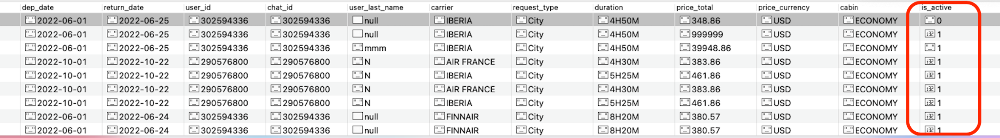 dep_date return_date user_id chat_id user_last_name carrier request_type duration price_total price_currency cabin is_active
"_" 2022-06-01 "_" 2022-06-25 "_" 302594336 "_" 302594336 null "_" IBERIA "_" City "_" 4H50M "_" 348.86 "_" USD "_" ECONOMY "_" 0
"_" 2022-06-01 "_" 2022-06-25 "_" 302594336 "_" 302594336 null "_" IBERIA "_" City "_" 4H50M "_" 999999 "_" USD "_" ECONOMY i32 1
"_" 2022-06-01 "_" 2022-06-25 "_" 302594336 "_" 302594336 "_" mmm "_" IBERIA "_" City "_" 4H50M "_" 39948.86 "_" USD "_" ECONOMY "_" 1
"_" 2022-10-01 "_" 2022-10-22 "_" 290576800 "_" 290576800 "_" N "_" AIR FRANCE "_" City "_" 4H30M "_" 383.86 "_" USD "_" ECONOMY i32 1
"_" 2022-10-01 "_" 2022-10-22 "_" 290576800 "_" 290576800 "_" N "_" IBERIA "_" City "_" 5H25M "_" 461.86 "_" USD "_" ECONOMY i32 1
"_" 2022-10-01 "_" 2022-10-22 "_" 290576800 "_" 290576800 "_" N "_" AIR FRANCE "_" City "_" 4H30M "_" 383.86 "_" USD "_" ECONOMY i32 1
"_" 2022-10-01 "_" 2022-10-22 "_" 290576800 "_" 290576800 "_" N "_" IBERIA "_" City "_" 5H25M "_" 461.86 "_" USD "_" ECONOMY i32 1
"_" 2022-06-01 "_" 2022-06-24 "_" 302594336 "_" 302594336 null "_" FINNAIR "_" City "_" 8H20M "_" 380.57 "_" USD "_" ECONOMY i32 1
"_" 2022-06-01 "_" 2022-06-24 "_" 302594336 "_" 302594336 null "_" FINNAIR "_" City "_" 8H20M "_" 380.57 "_" USD "_" ECONOMY i32 1